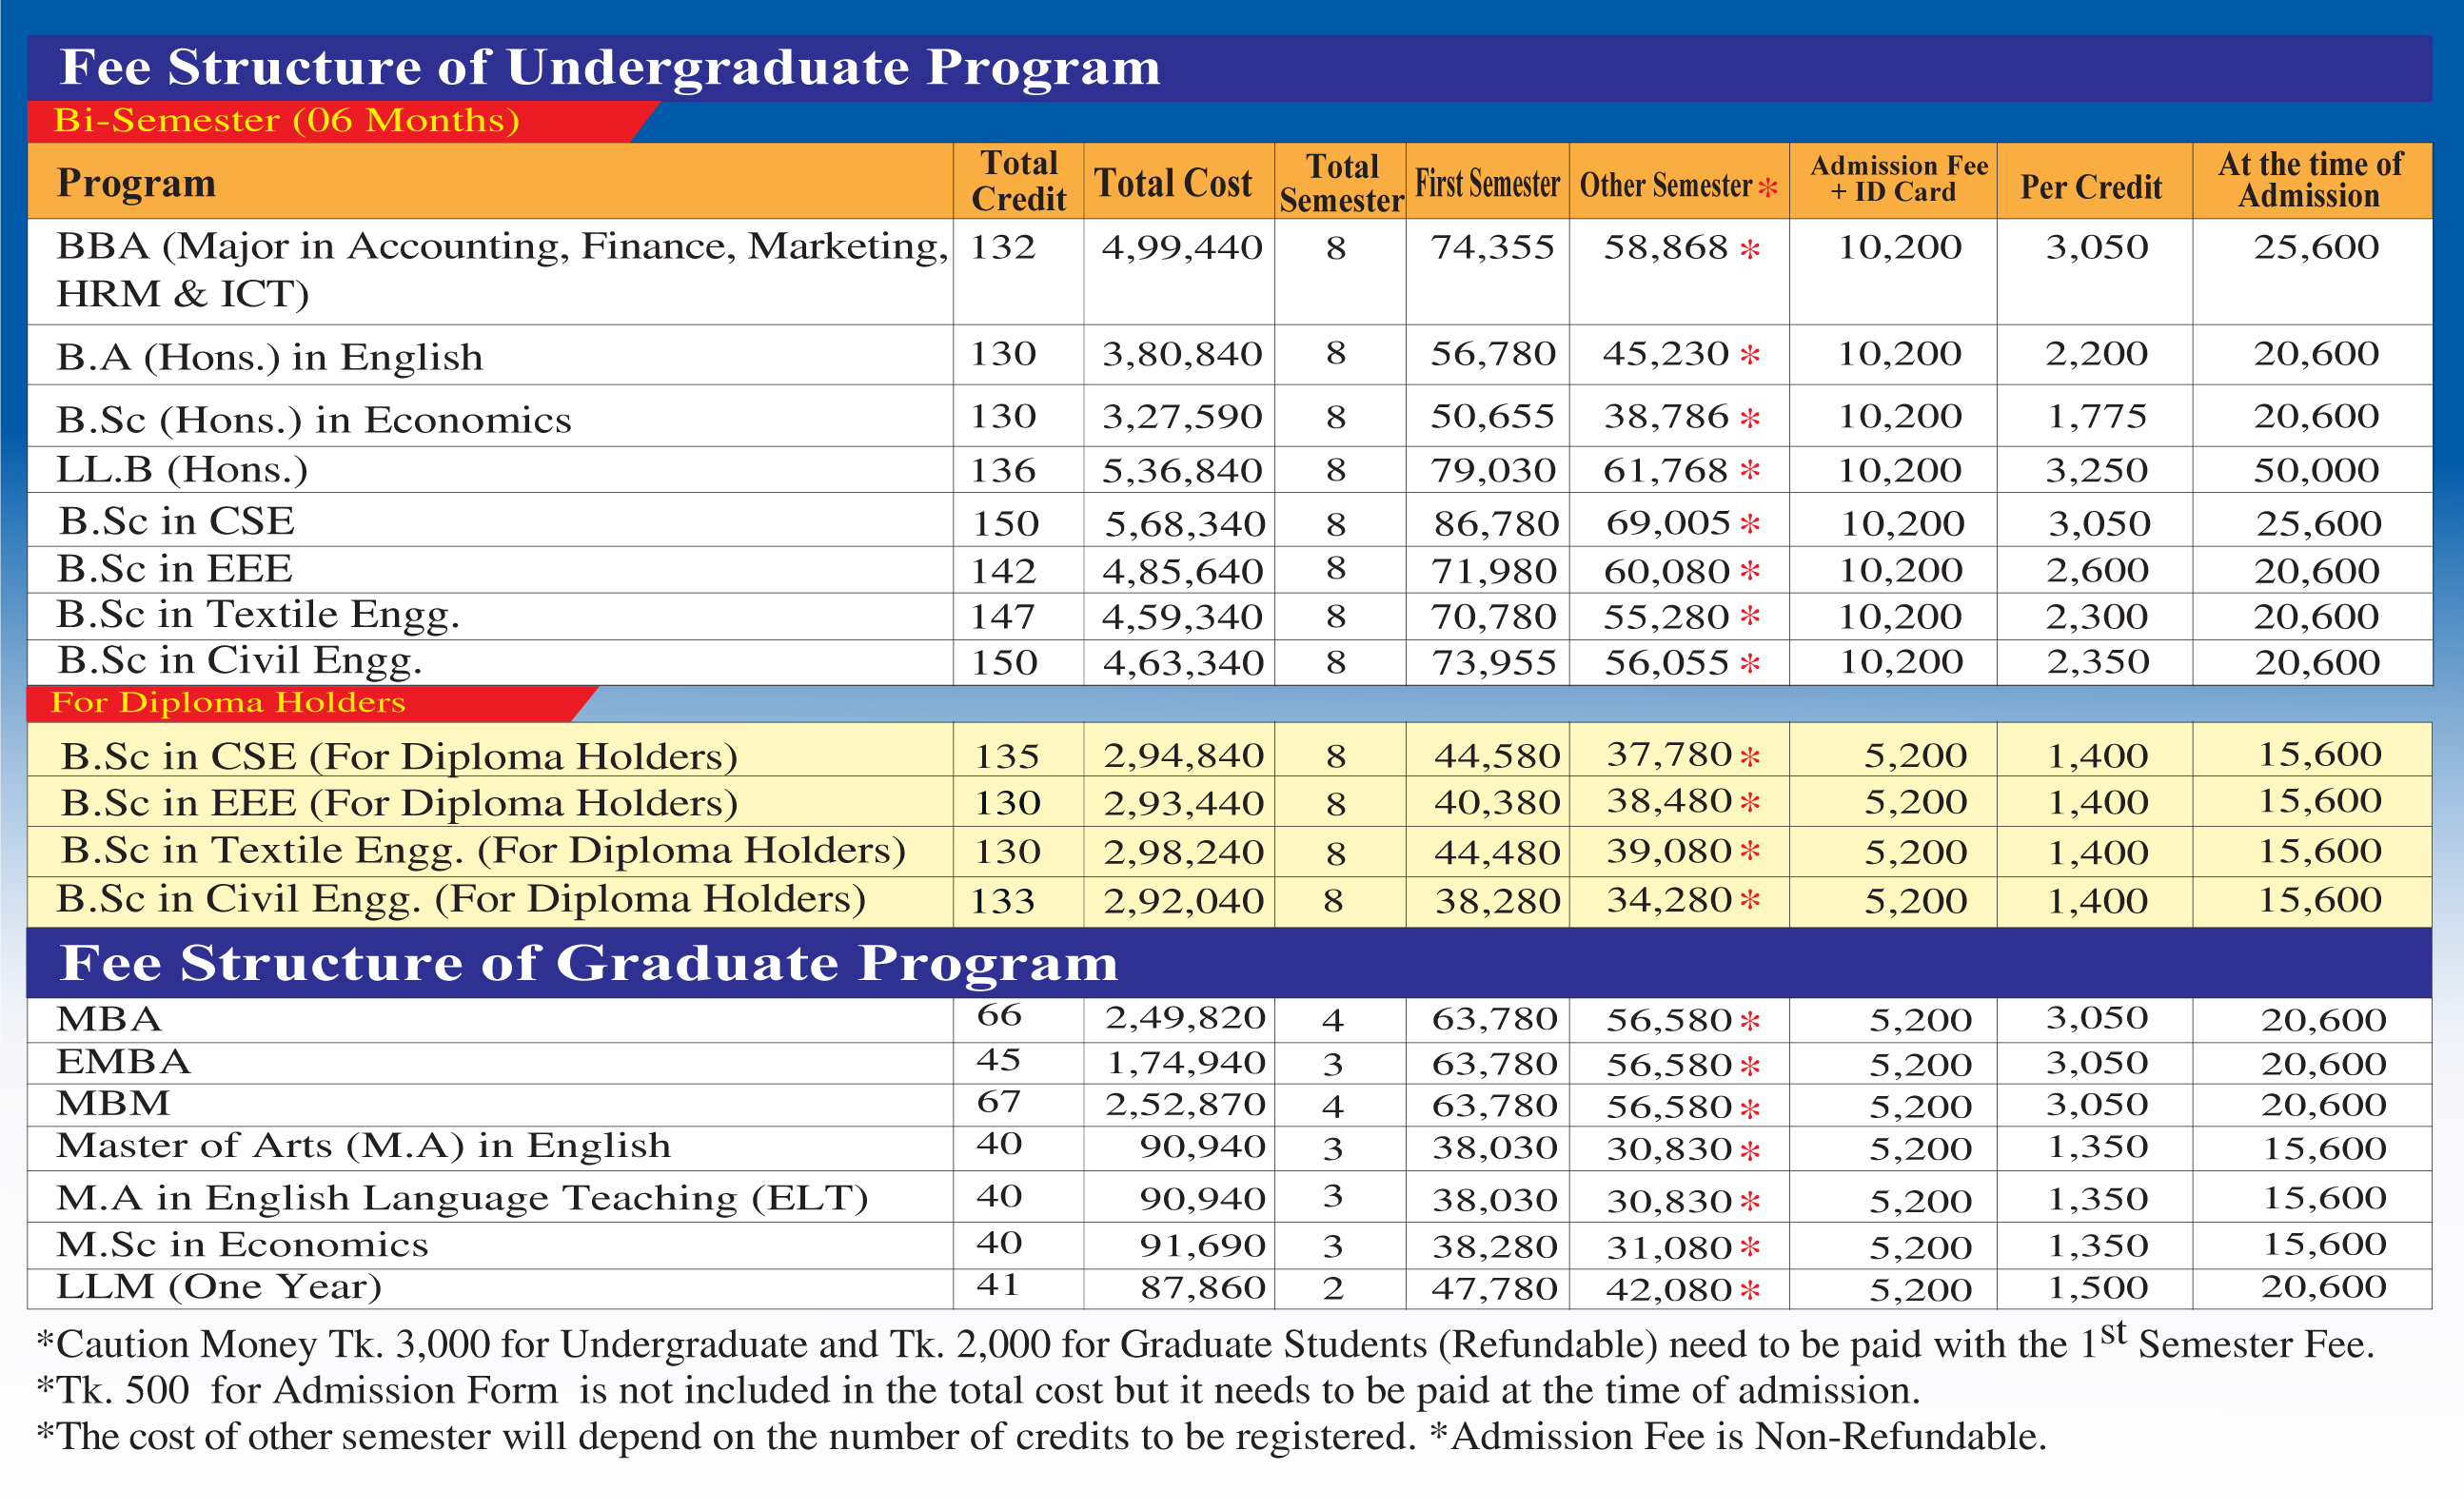 Fee Structure of Undergraduate Program
Bi-Semester (06 Months)
Program Total Credit Total Cost Total Semester First Semester Other Semester * Admission Fee + ID Card Per Credit At the time of Admission
BBA (Major in Accounting, Finance, Marketing, 132 4,99,440 8 74,355 58,868 * 10,200 3,050 25,600
HRM & ICT)
B.A (Hons.) in English 130 3,80,840 8 56,780 45,230 * 10,200 2,200 20,600
B.Sc (Hons.) in Economics 130 3,27,590 8 50,655 38,786 * 10,200 1,775 20,600
LL.B (Hons.) 136 5,36,840 8 79,030 61,768 * 10,200 3,250 50,000
B.Sc in CSE 150 5,68,340 8 86,780 69,005 * 10,200 3,050 25,600
B.Sc in EEE 142 4,85,640 8 71,980 60,080 * 10,200 2,600 20,600
B.Sc in Textile Engg. 147 4,59,340 8 70,780 55,280 * 10,200 2,300 20,600
B.Sc in Civil Engg. 150 4,63,340 8 73,955 56,055 * 10,200 2,350 20,600
For Diploma Holders
B.Sc in CSE (For Diploma Holders) 135 2,94,840 8 44,580 37,780 * 5,200 1,400 15,600
B.Sc in EEE (For Diploma Holders) 130 2,93,440 8 40,380 38,480 * 5,200 1,400 15,600
B.Sc in Textile Engg. (For Diploma Holders) 130 2,98,240 8 44,480 39,080 * 5,200 1,400 15,600
B.Sc in Civil Engg. (For Diploma Holders) 133 2,92,040 8 38,280 34,280 * 5,200 1,400 15,600
Fee Structure of Graduate Program
MBA 66 2,49,820 4 63,780 56,580 * 5,200 3,050 20,600
EMBA 45 1,74,940 3 63,780 56,580 * 5,200 3,050 20,600
MBM 67 2,52,870 4 63,780 56,580 * 5,200 3,050 20,600
Master of Arts (M.A) in English 40 90,940 3 38,030 30,830 * 5,200 1,350 15,600
M.A in English Language Teaching (ELT) 40 90,940 3 38,030 30,830 * 5,200 1,350 15,600
M.Sc in Economics 40 91,690 3 38,280 31,080 * 5,200 1,350 15,600
LLM (One Year) 41 87,860 2 47,780 42,080 * 5,200 1,500 20,600
*Caution Money Tk. 3,000 for Undergraduate and Tk. 2,000 for Graduate Students (Refundable) need to be paid with the 1st Semester Fee.
*Tk. 500 for Admission Form is not included in the total cost but it needs to be paid at the time of admission.
*The cost of other semester will depend on the number of credits to be registered. *Admission Fee is Non-Refundable.